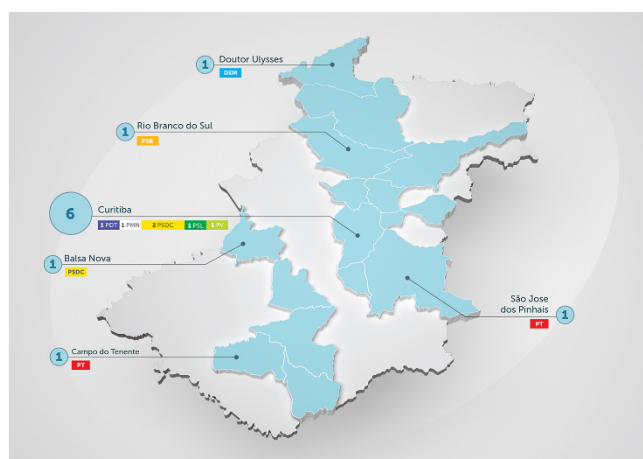 1 Doutor Ulysses
DEM
1 Rio Branco do Sul
PSB
6 Curitiba
1 PDT 1 PMN 2 PSDC 1 PSL 1 PV
1 Balsa Nova
PSDC
São Jose
dos Pinhais 1
PT
1 Campo do Tenente
PT